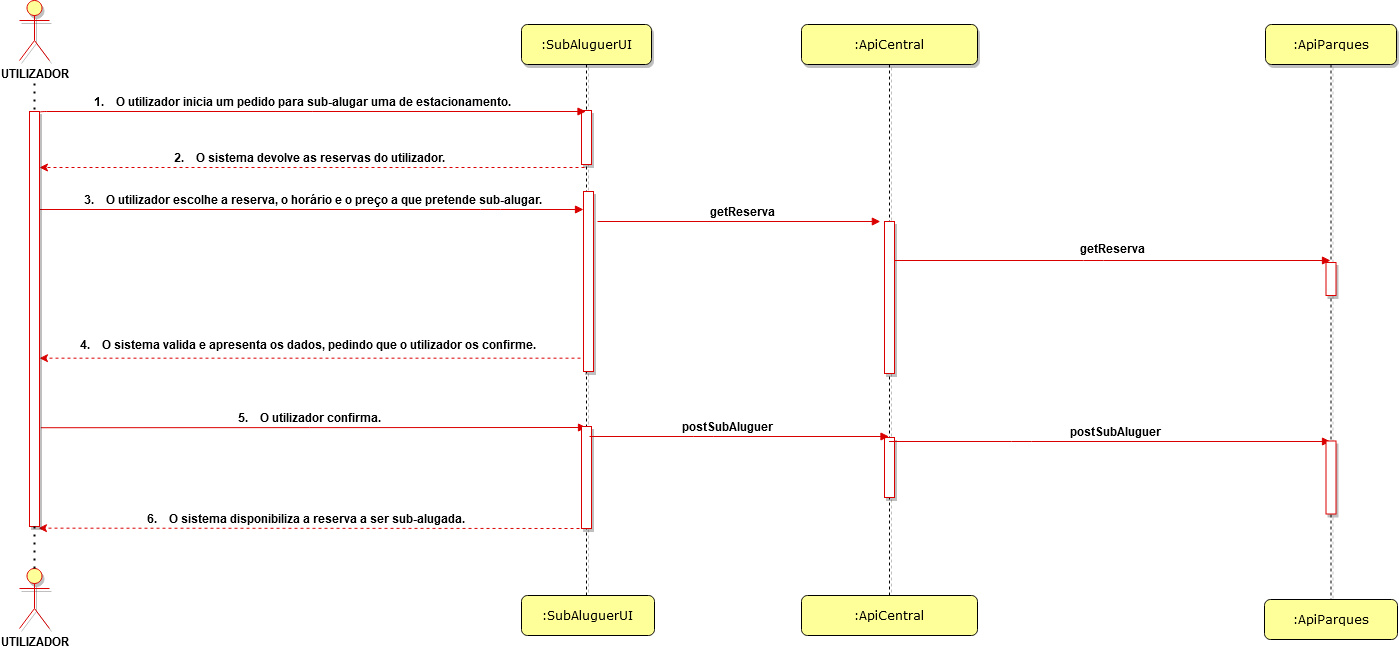 :SubAluguerUI
:ApiCentral
:ApiParques
UTILIZADOR
1. O utilizador inicia um pedido para sub-alugar uma de estacionamento.
2. O sistema devolve as reservas do utilizador.
3. O utilizador escolhe a reserva, o horário e o preço a que pretende sub-alugar.
getReserva
getReserva
4. O sistema valida e apresenta os dados, pedindo que o utilizador os confirme.
5. O utilizador confirma.
postSubAluguer
postSubAluguer
6. O sistema disponibiliza a reserva a ser sub-alugada.
:SubAluguerUI
:ApiCentral
:ApiParques
UTILIZADOR